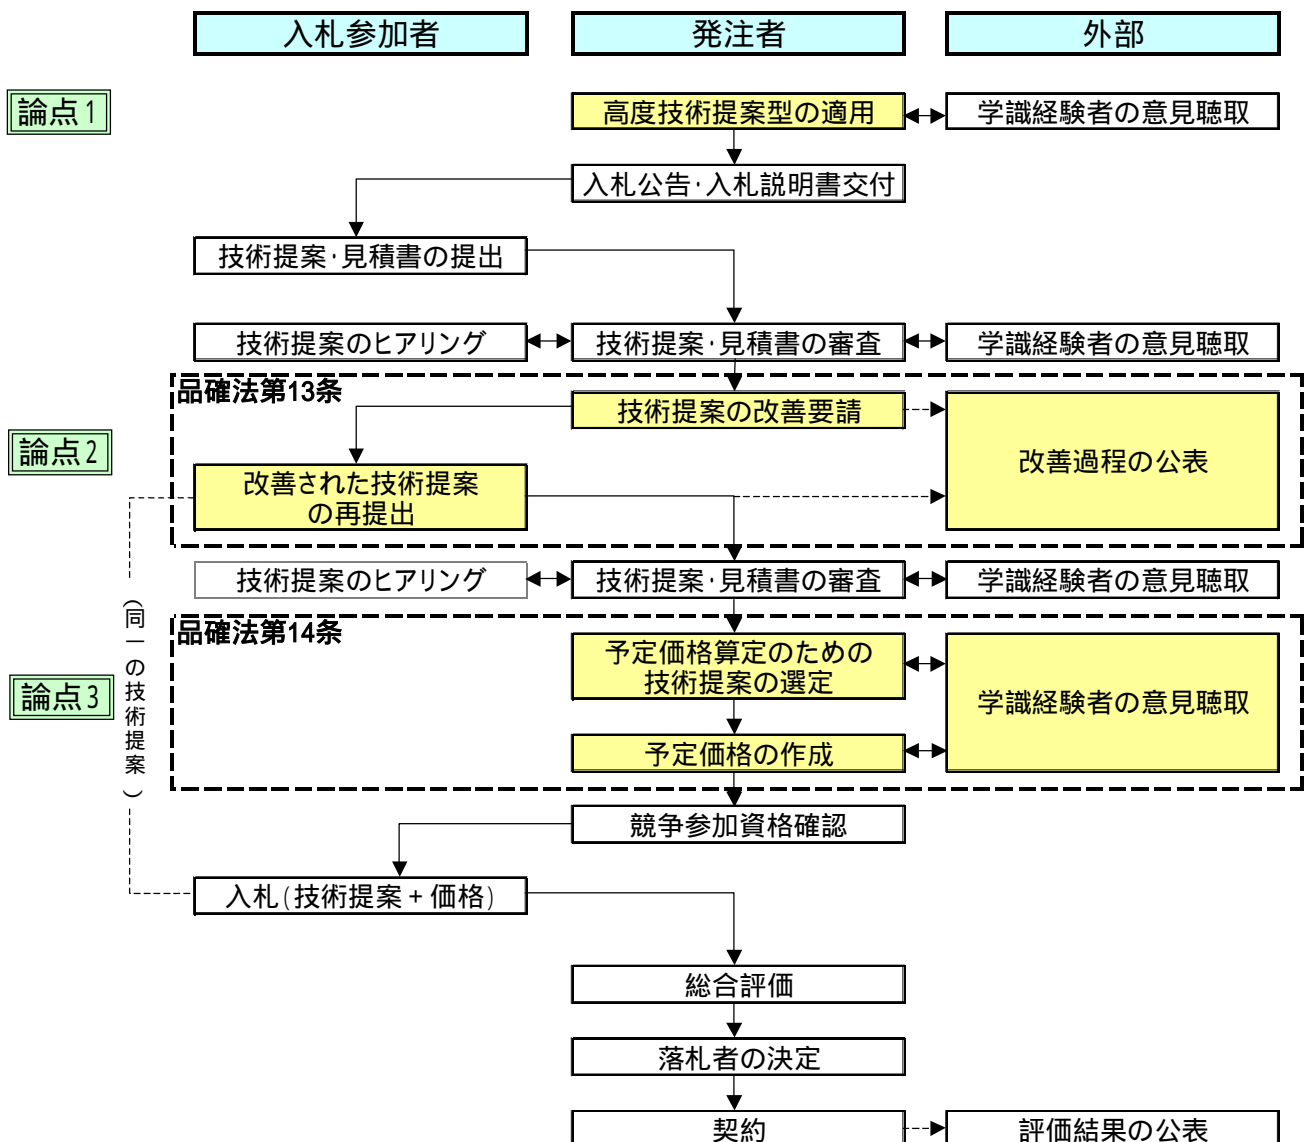 入札参加者
発注者
外部
論点1
高度技術提案型の適用
学識経験者の意見聴取
入札公告・入札説明書交付
技術提案・見積書の提出
技術提案のヒアリング
技術提案・見積書の審査
学識経験者の意見聴取
品確法第13条
論点2
技術提案の改善要請
改善過程の公表
改善された技術提案
の再提出
技術提案のヒアリング
技術提案・見積書の審査
学識経験者の意見聴取
(同一の技術提案)
品確法第14条
論点3
予定価格算定のための
技術提案の選定
学識経験者の意見聴取
予定価格の作成
競争参加資格確認
入札(技術提案+価格)
総合評価
落札者の決定
契約
評価結果の公表